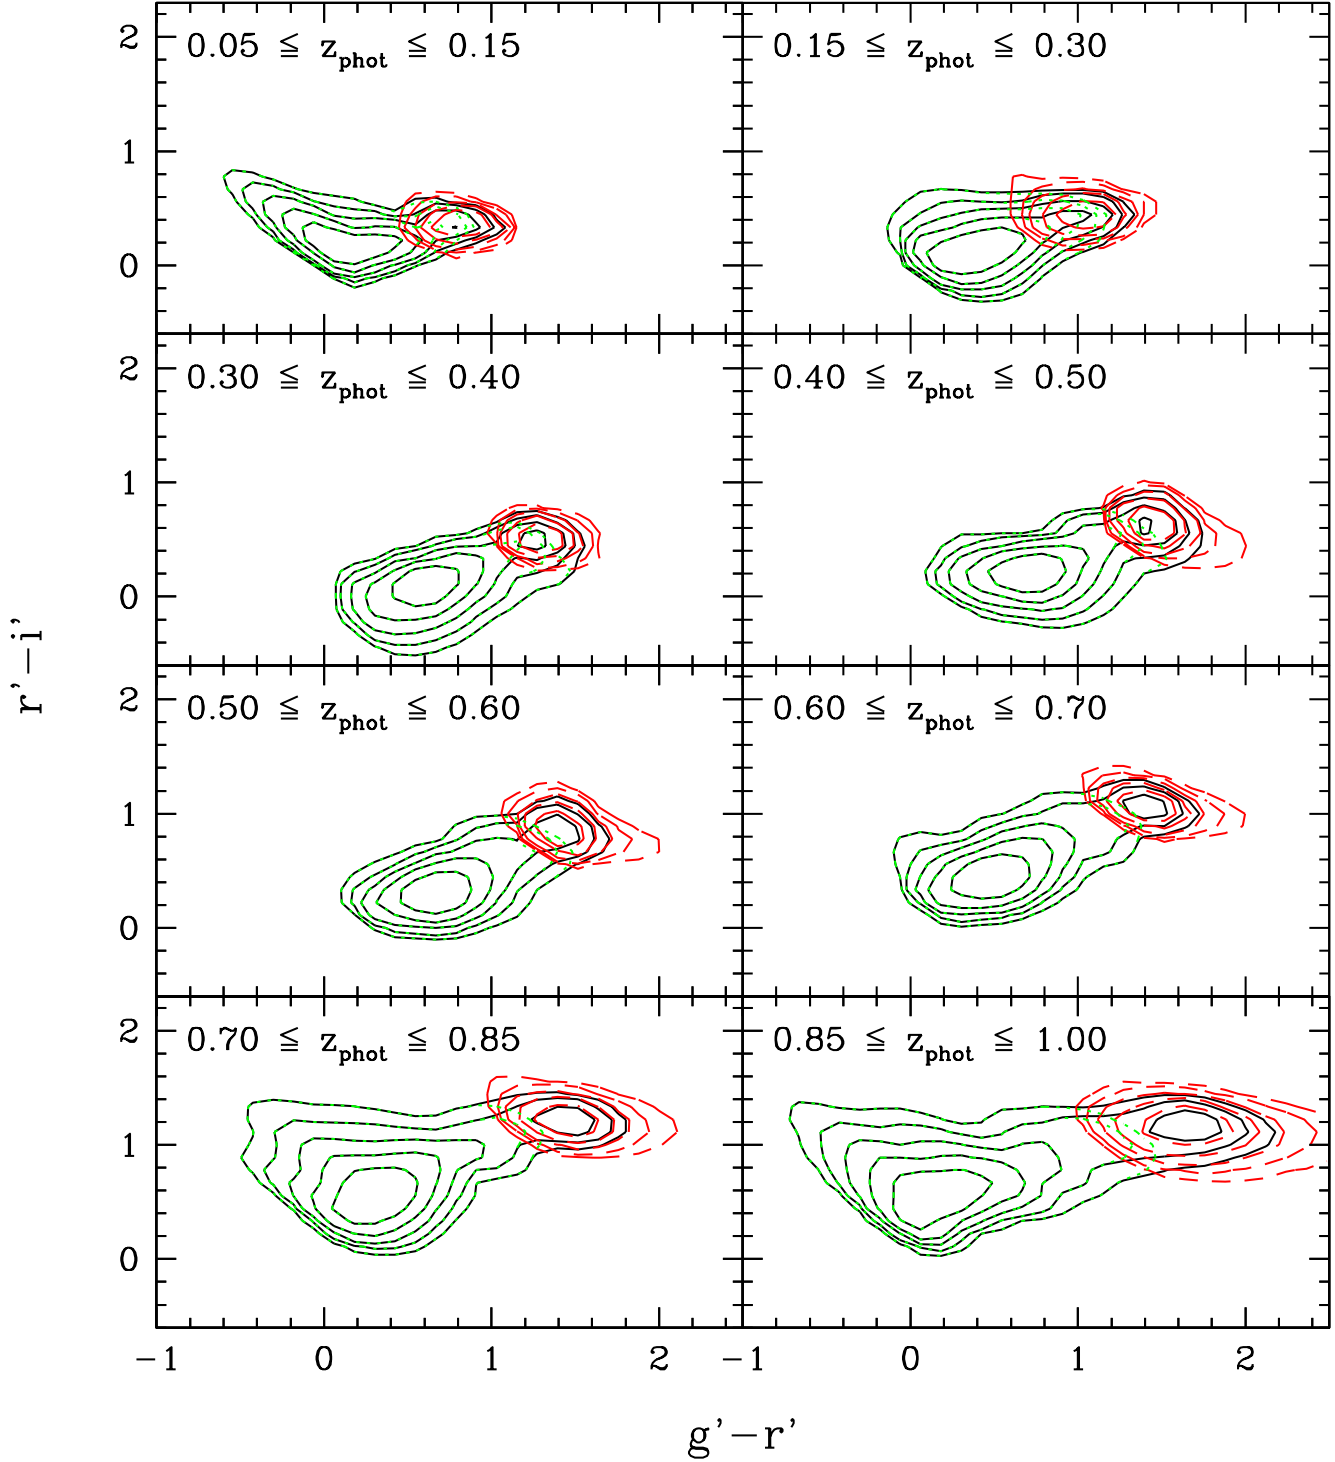 2
0.05 ≦ z_phot ≦ 0.15
0.15 ≦ z_phot ≦ 0.30
1
0
2
0.30 ≦ z_phot ≦ 0.40
0.40 ≦ z_phot ≦ 0.50
1
0
r'−i'
2
0.50 ≦ z_phot ≦ 0.60
0.60 ≦ z_phot ≦ 0.70
1
0
2
0.70 ≦ z_phot ≦ 0.85
0.85 ≦ z_phot ≦ 1.00
1
0
−1 0 1 2 −1 0 1 2
g'−r'